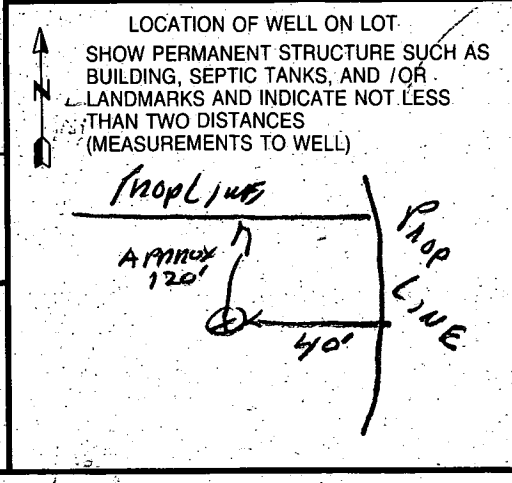 LOCATION OF WELL ON LOT
SHOW PERMANENT STRUCTURE SUCH AS
BUILDING, SEPTIC TANKS, AND / OR
N
LANDMARKS AND INDICATE NOT LESS
THAN TWO DISTANCES
(MEASUREMENTS TO WELL)
Prop Line
Prop
Line
Approx
120'
40'